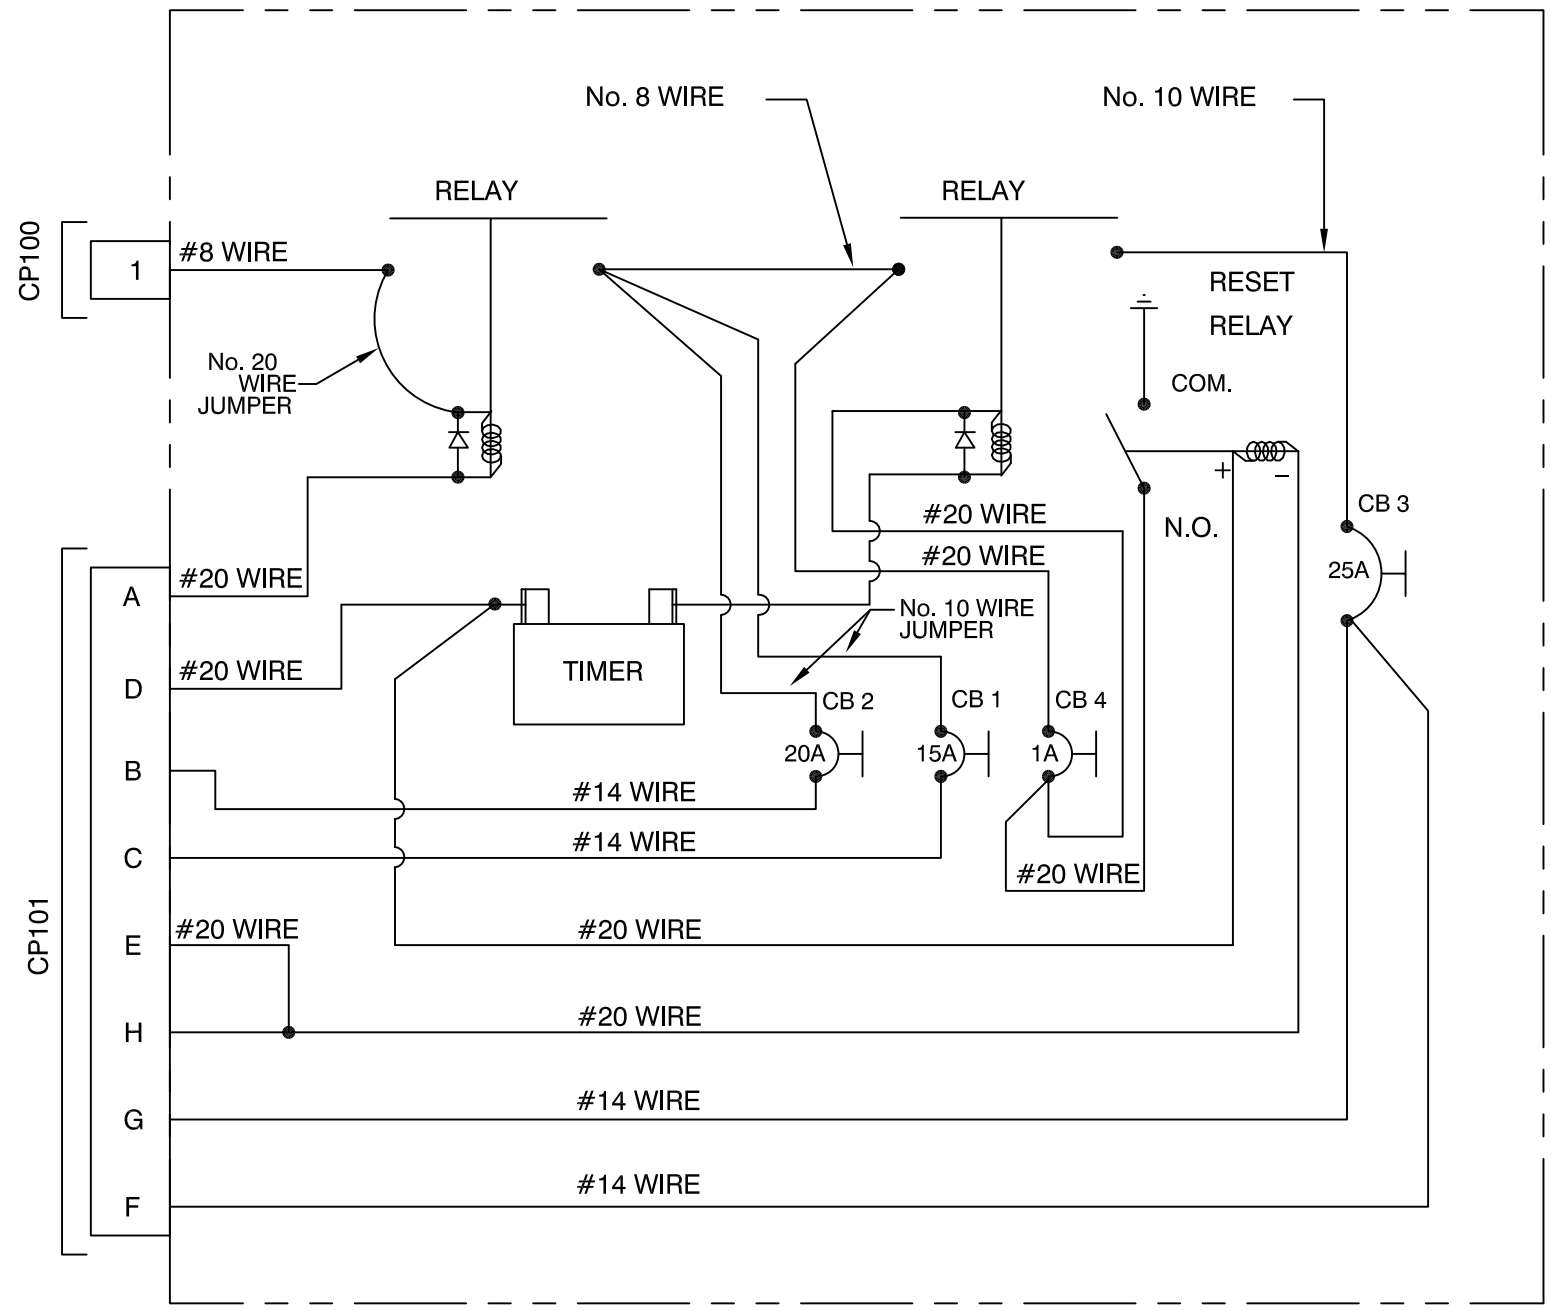 No. 8 WIRE
No. 10 WIRE
RELAY
RELAY
CP100
1
#8 WIRE
RESET
RELAY
No. 20
WIRE
JUMPER
COM.
+
–
CB 3
#20 WIRE
N.O.
#20 WIRE
25A
CP101
A
#20 WIRE
No. 10 WIRE
JUMPER
TIMER
D
#20 WIRE
CB 2
CB 1
CB 4
20A
15A
1A
B
#14 WIRE
C
#14 WIRE
#20 WIRE
E
#20 WIRE
#20 WIRE
H
#20 WIRE
G
#14 WIRE
F
#14 WIRE